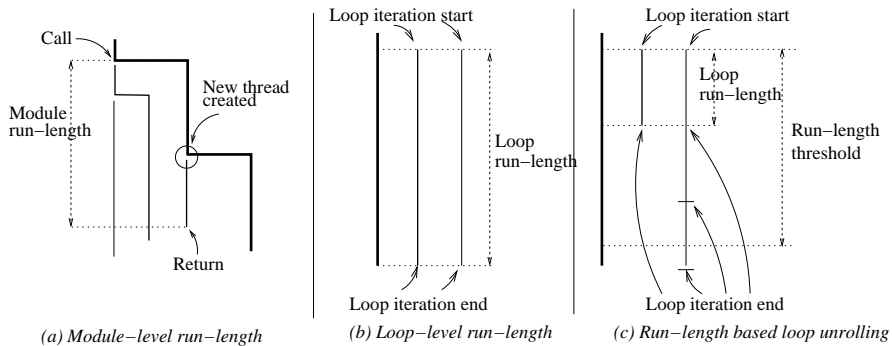 Call
New thread
created
Module
run−length
Return
(a) Module−level run−length
Loop iteration start
Loop
run−length
Loop iteration end
(b) Loop−level run−length
Loop iteration start
Loop
run−length
Run−length
threshold
Loop iteration end
(c) Run−length based loop unrolling